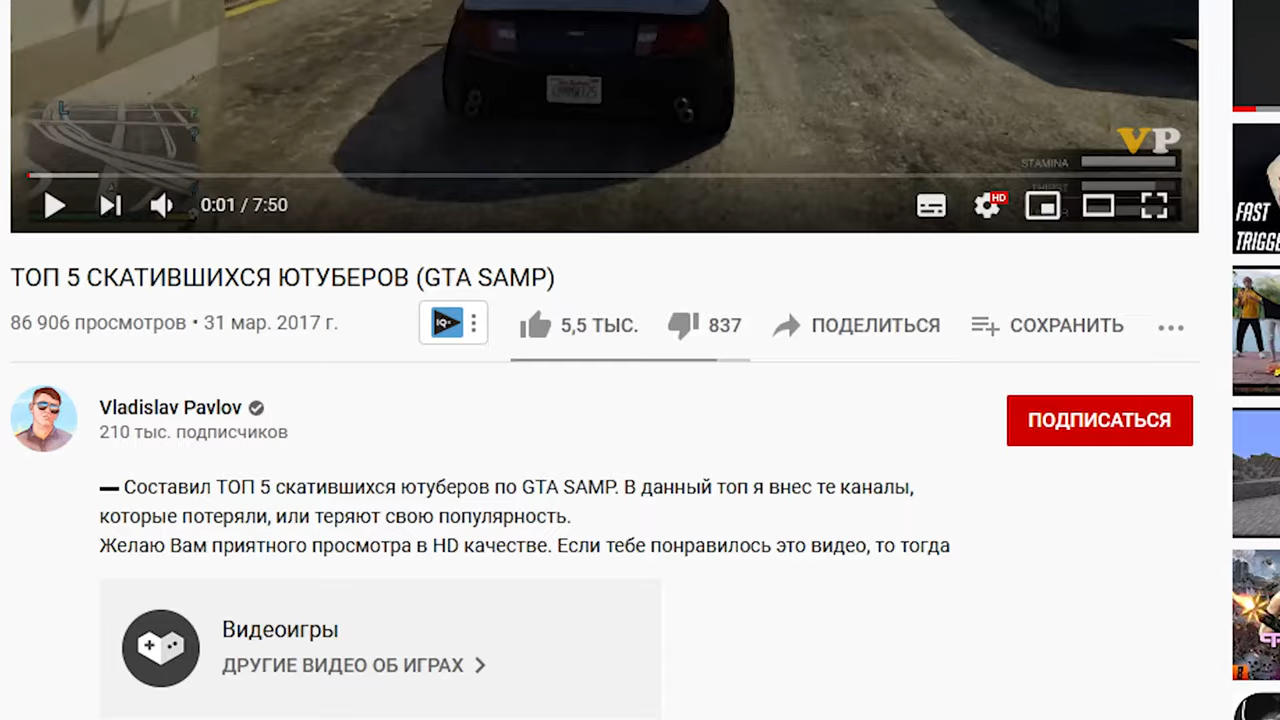 VP
STAMINA
0:01 / 7:50
HD
FAST
TRIGGE
ТОП 5 СКАТИВШИХСЯ ЮТУБЕРОВ (GTA SAMP)
86 906 просмотров • 31 мар. 2017 г.
IQ
5,5 ТЫС.
837
ПОДЕЛИТЬСЯ
СОХРАНИТЬ
Vladislav Pavlov
210 тыс. подписчиков
ПОДПИСАТЬСЯ
▬ Составил ТОП 5 скатившихся ютуберов по GTA SAMP. В данный топ я внес те каналы,
которые потеряли, или теряют свою популярность.
Желаю Вам приятного просмотра в HD качестве. Если тебе понравилось это видео, то тогда
Видеоигры
ДРУГИЕ ВИДЕО ОБ ИГРАХ